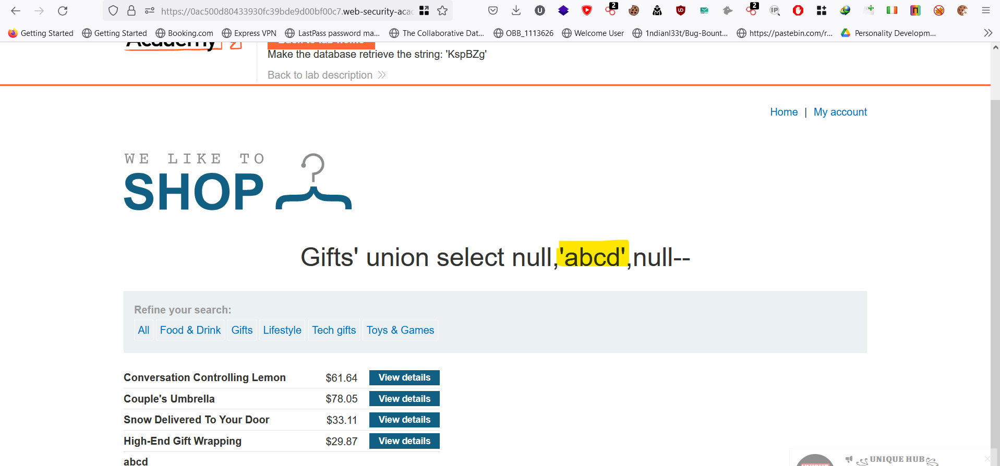 https://0ac500d80433930fc39bde9d00bf00c7.web-security-aca
Getting Started Getting Started Booking.com Express VPN LastPass password ma... The Collaborative Dat... OBB_1113626 Welcome User 1ndianl33t/Bug-Bount... https://pastebin.com/r... Personality Developm...
Academy
Make the database retrieve the string: 'KspBZg'
Back to lab description
Home | My account
WE LIKE TO
SHOP
Gifts' union select null,'abcd',null--
Refine your search:
All Food & Drink Gifts Lifestyle Tech gifts Toys & Games
Conversation Controlling Lemon $61.64 View details
Couple's Umbrella $78.05 View details
Snow Delivered To Your Door $33.11 View details
High-End Gift Wrapping $29.87 View details
abcd
UNIQUE HUB